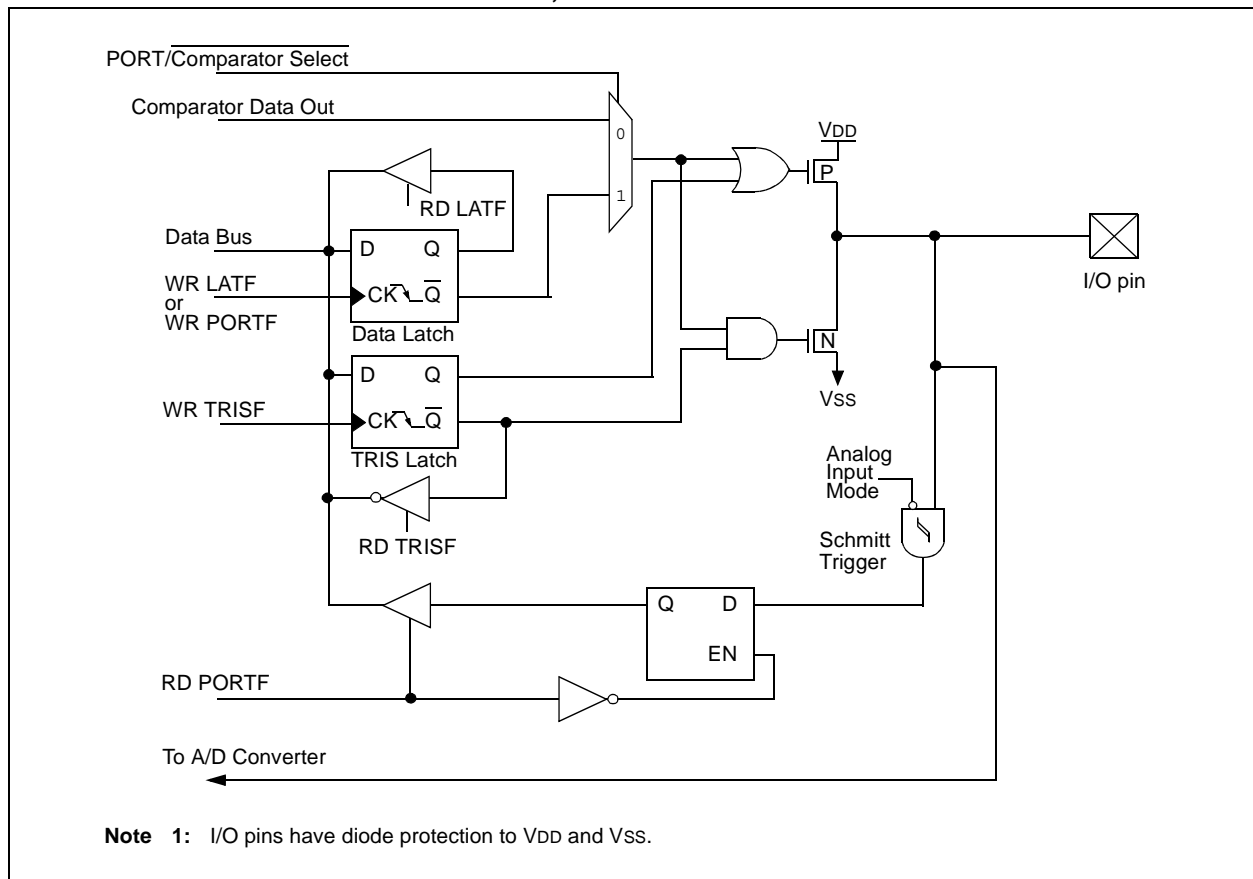 PORT/Comparator Select
Comparator Data Out
0
1
VDD
P
RD LATF
Data Bus
D Q
WR LATF
or
WR PORTF
CK Q
Data Latch
I/O pin
N
VSS
D Q
WR TRISF
CK Q
TRIS Latch
Analog
Input
Mode
RD TRISF
Schmitt
Trigger
Q D
EN
RD PORTF
To A/D Converter
Note 1: I/O pins have diode protection to VDD and VSS.